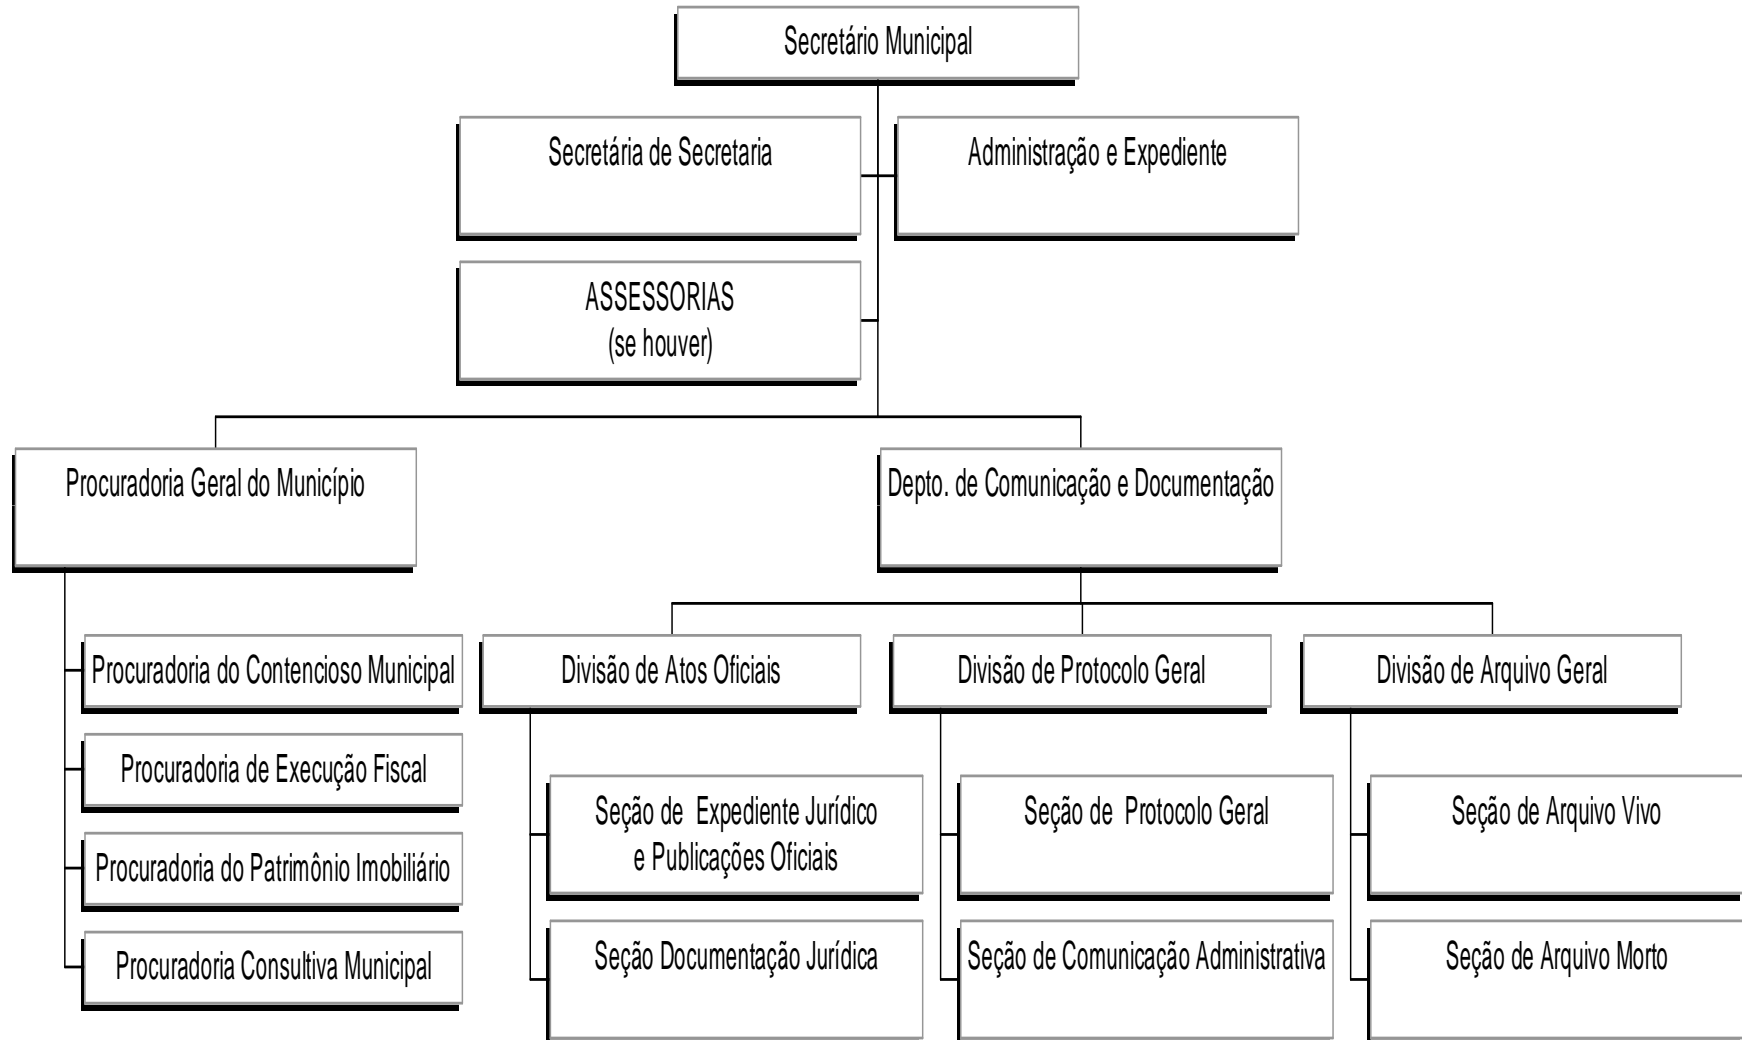 Secretário Municipal
Secretária de Secretaria
Administração e Expediente
ASSESSORIAS
(se houver)
Procuradoria Geral do Município
Depto. de Comunicação e Documentação
Procuradoria do Contencioso Municipal
Divisão de Atos Oficiais
Divisão de Protocolo Geral
Divisão de Arquivo Geral
Procuradoria de Execução Fiscal
Procuradoria do Patrimônio Imobiliário
Procuradoria Consultiva Municipal
Seção de Expediente Jurídico
e Publicações Oficiais
Seção Documentação Jurídica
Seção de Protocolo Geral
Seção de Comunicação Administrativa
Seção de Arquivo Vivo
Seção de Arquivo Morto